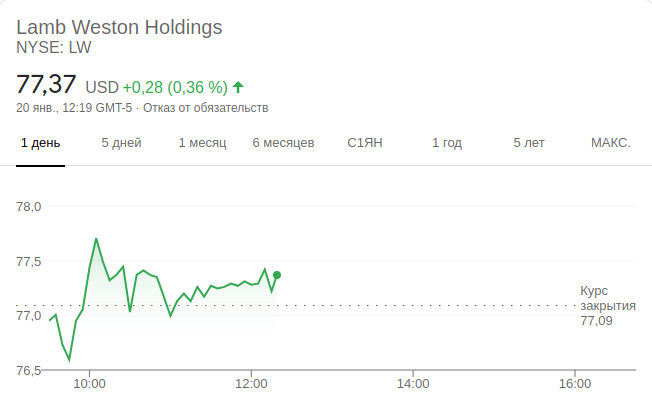 Lamb Weston Holdings
NYSE: LW
77,37 USD +0,28 (0,36 %)
20 янв., 12:19 GMT-5 · Отказ от обязательств
1 день 5 дней 1 месяц 6 месяцев С1ЯН 1 год 5 лет МАКС.
78,0
77,5
77,0
76,5
Курс
закрытия
77,09
10:00 12:00 14:00 16:00